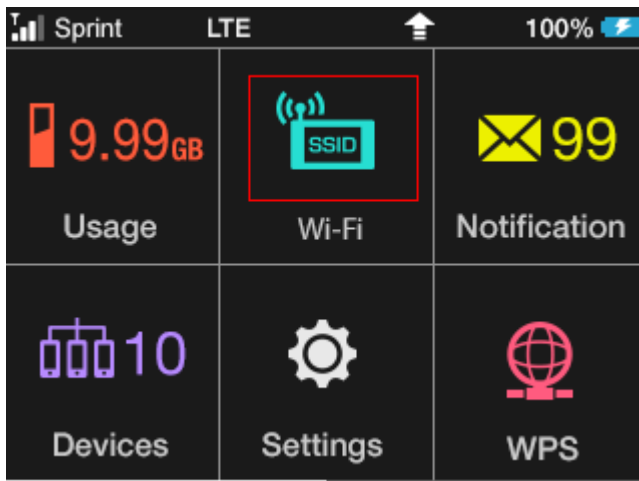 Sprint LTE 100%
9.99GB SSID 99
Usage Wi-Fi Notification
10
Devices Settings WPS